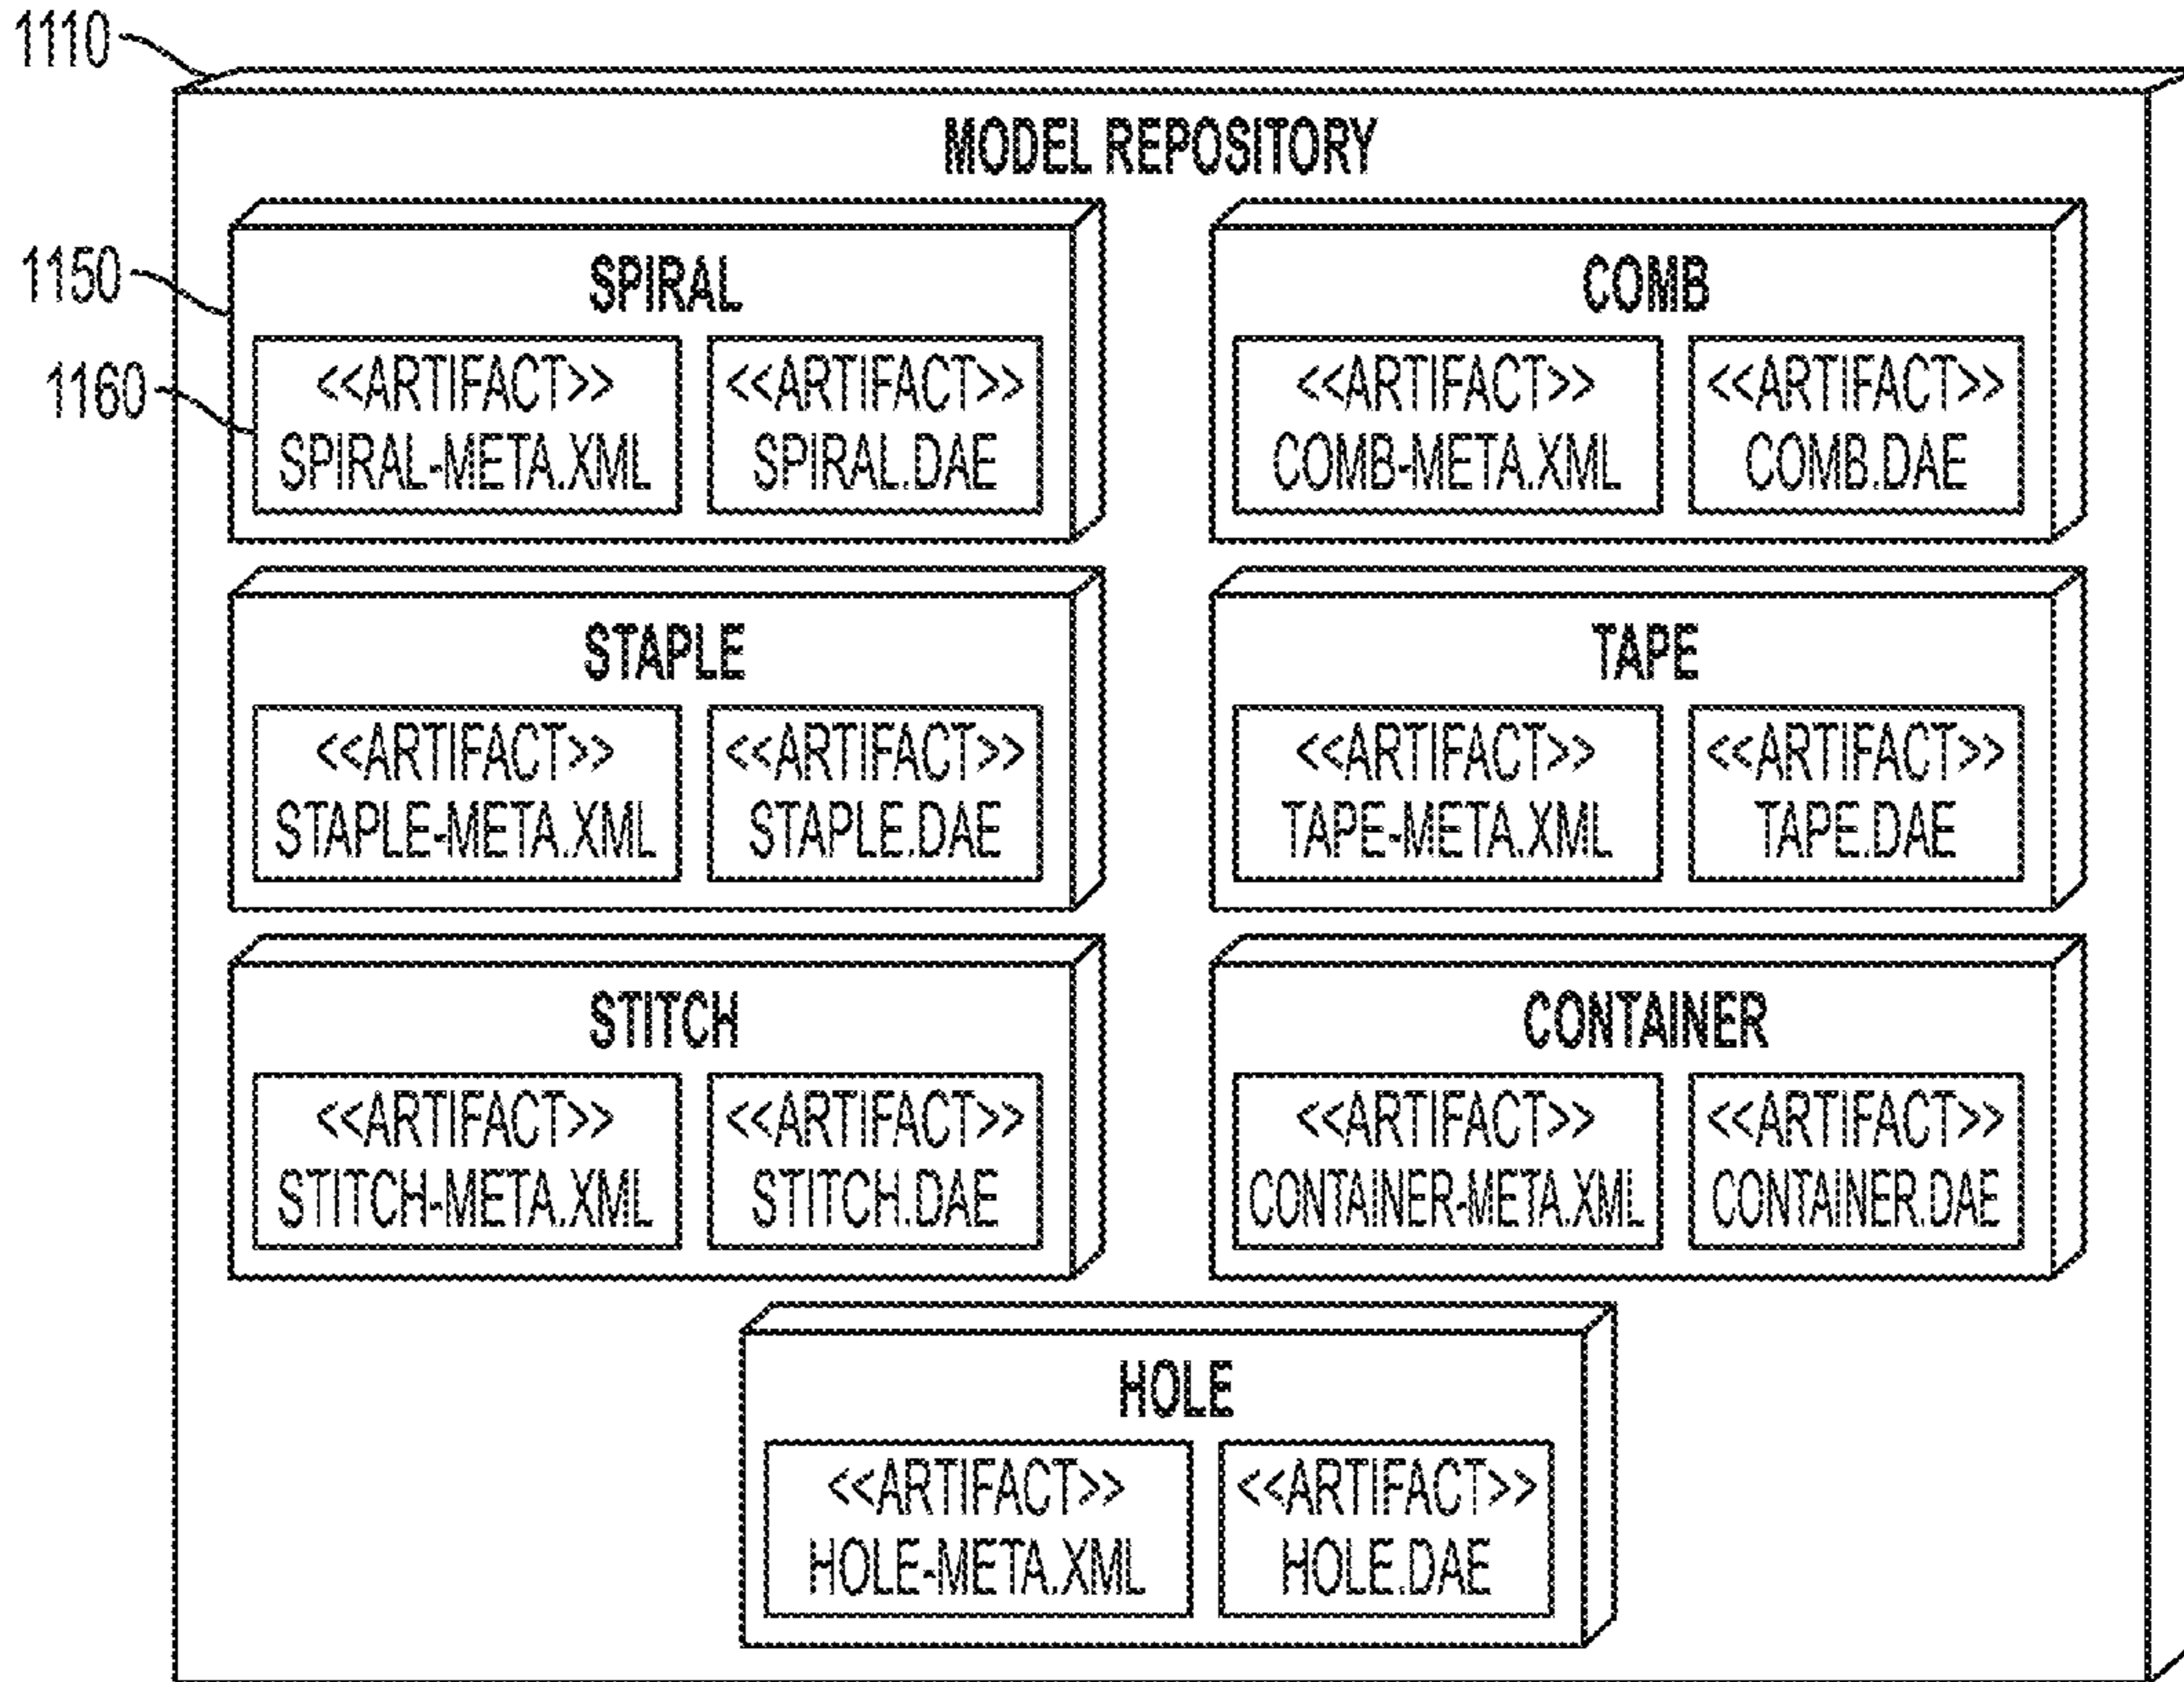 1110
MODEL REPOSITORY
1150
SPIRAL
1160
<<ARTIFACT>>
SPIRAL-META.XML
<<ARTIFACT>>
SPIRAL.DAE
COMB
<<ARTIFACT>>
COMB-META.XML
<<ARTIFACT>>
COMB.DAE
STAPLE
<<ARTIFACT>>
STAPLE-META.XML
<<ARTIFACT>>
STAPLE.DAE
TAPE
<<ARTIFACT>>
TAPE-META.XML
<<ARTIFACT>>
TAPE.DAE
STITCH
<<ARTIFACT>>
STITCH-META.XML
<<ARTIFACT>>
STITCH.DAE
CONTAINER
<<ARTIFACT>>
CONTAINER-META.XML
<<ARTIFACT>>
CONTAINER.DAE
HOLE
<<ARTIFACT>>
HOLE-META.XML
<<ARTIFACT>>
HOLE.DAE